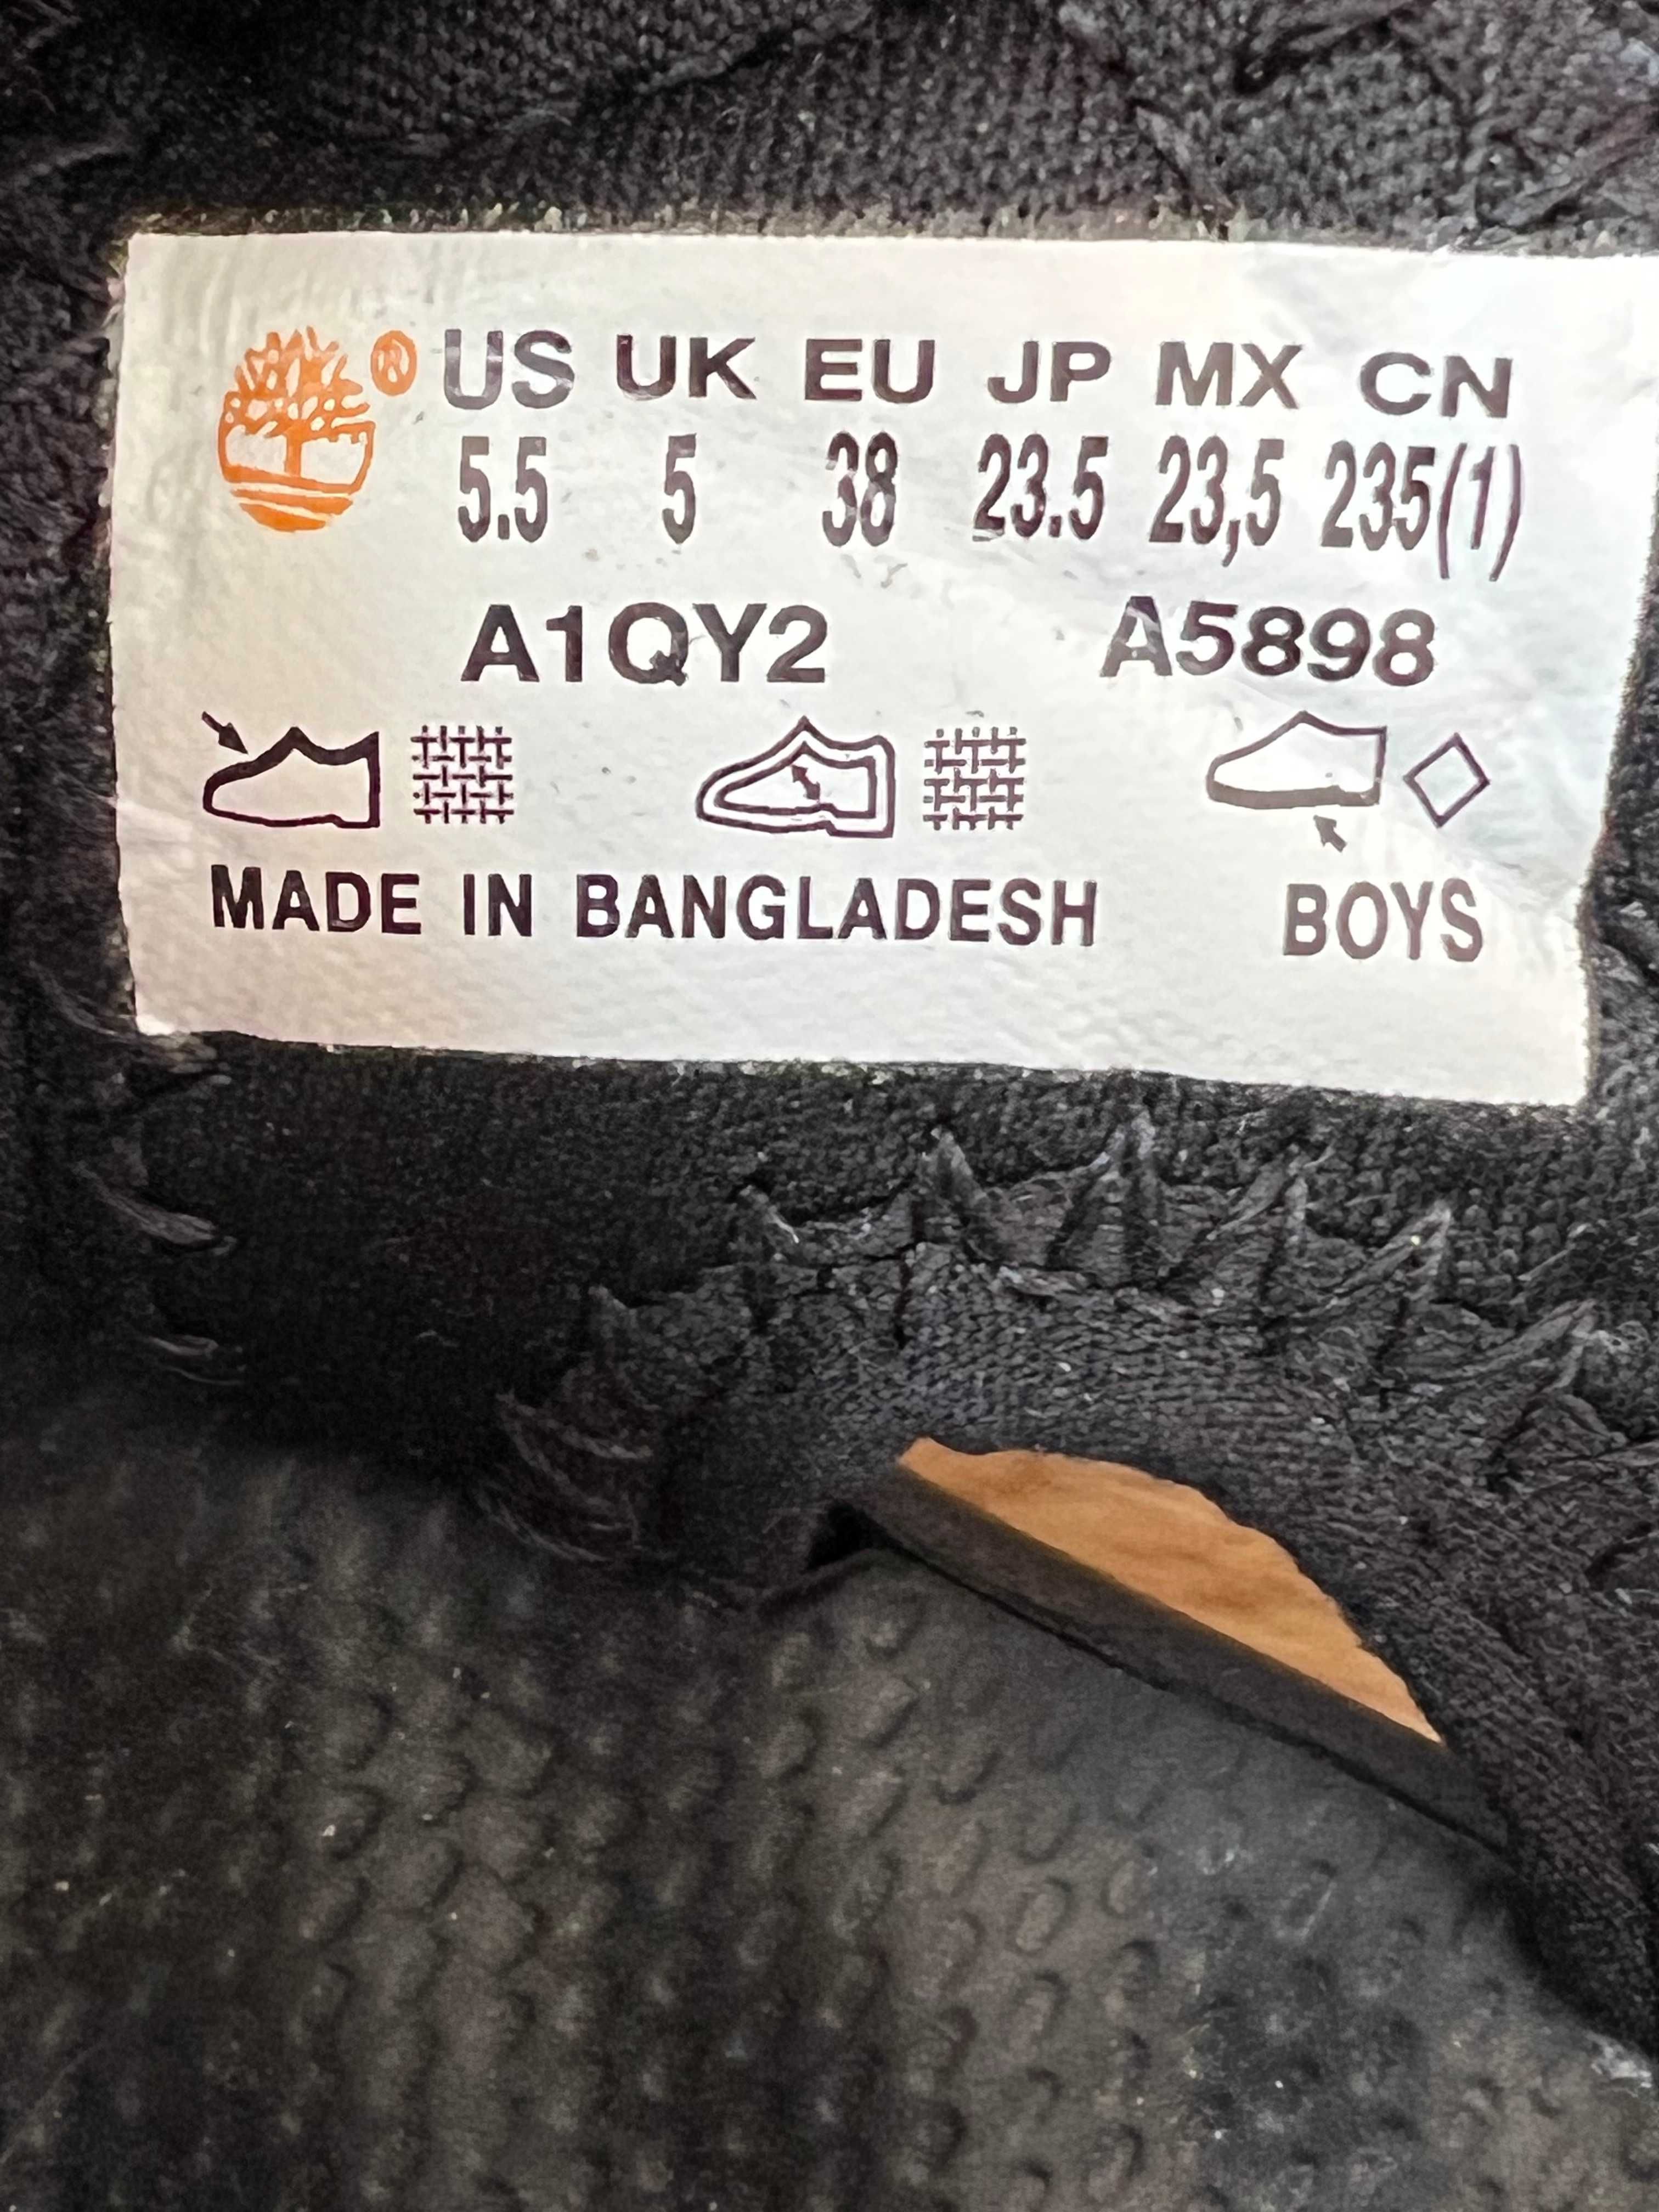 ® US UK EU JP MX CN
5.5 5 38 23.5 23,5 235(1)
A1QY2 A5898
MADE IN BANGLADESH BOYS